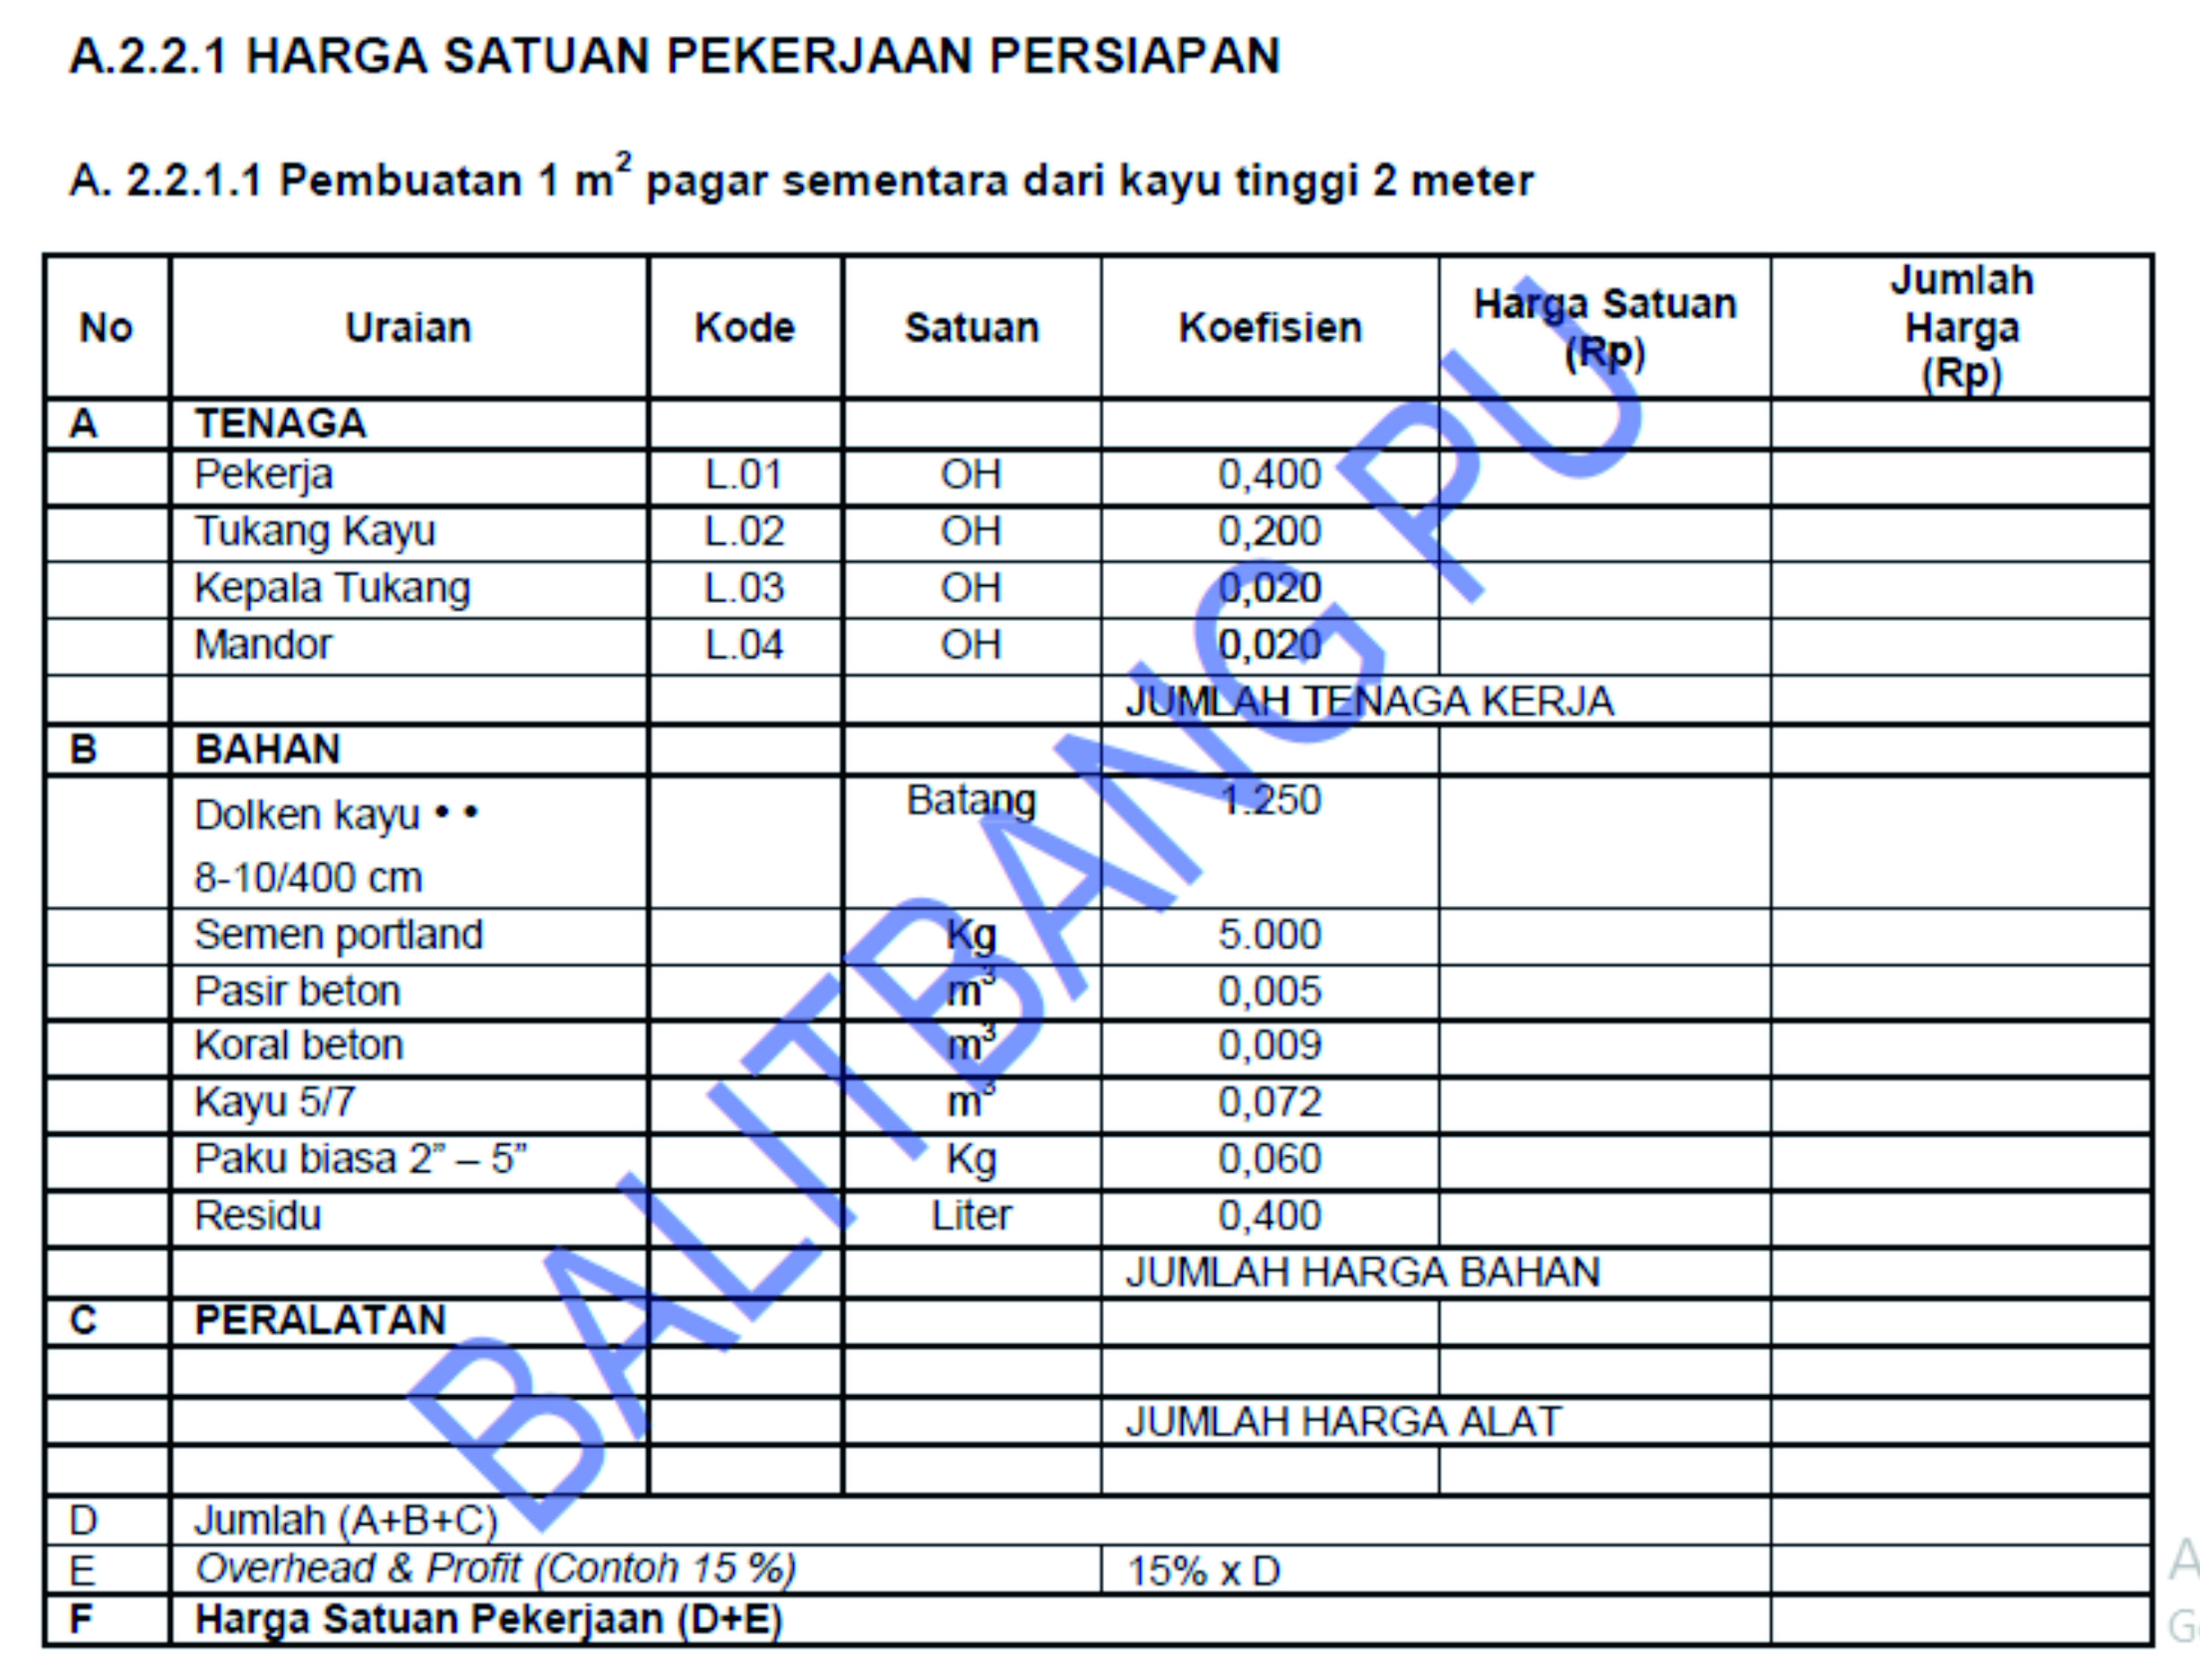 A.2.2.1 HARGA SATUAN PEKERJAAN PERSIAPAN
A. 2.2.1.1 Pembuatan 1 m² pagar sementara dari kayu tinggi 2 meter
No Uraian Kode Satuan Koefisien Harga Satuan (Rp) Jumlah Harga (Rp)
A TENAGA
Pekerja L.01 OH 0,400
Tukang Kayu L.02 OH 0,200
Kepala Tukang L.03 OH 0,020
Mandor L.04 OH 0,020
JUMLAH TENAGA KERJA
B BAHAN
Dolken kayu • • Batang 1.250
8-10/400 cm
Semen portland Kg 5.000
Pasir beton m³ 0,005
Koral beton m³ 0,009
Kayu 5/7 m³ 0,072
Paku biasa 2” – 5” Kg 0,060
Residu Liter 0,400
JUMLAH HARGA BAHAN
C PERALATAN
JUMLAH HARGA ALAT
D Jumlah (A+B+C)
E Overhead & Profit (Contoh 15 %) 15% x D
F Harga Satuan Pekerjaan (D+E)
BALITBANG PU